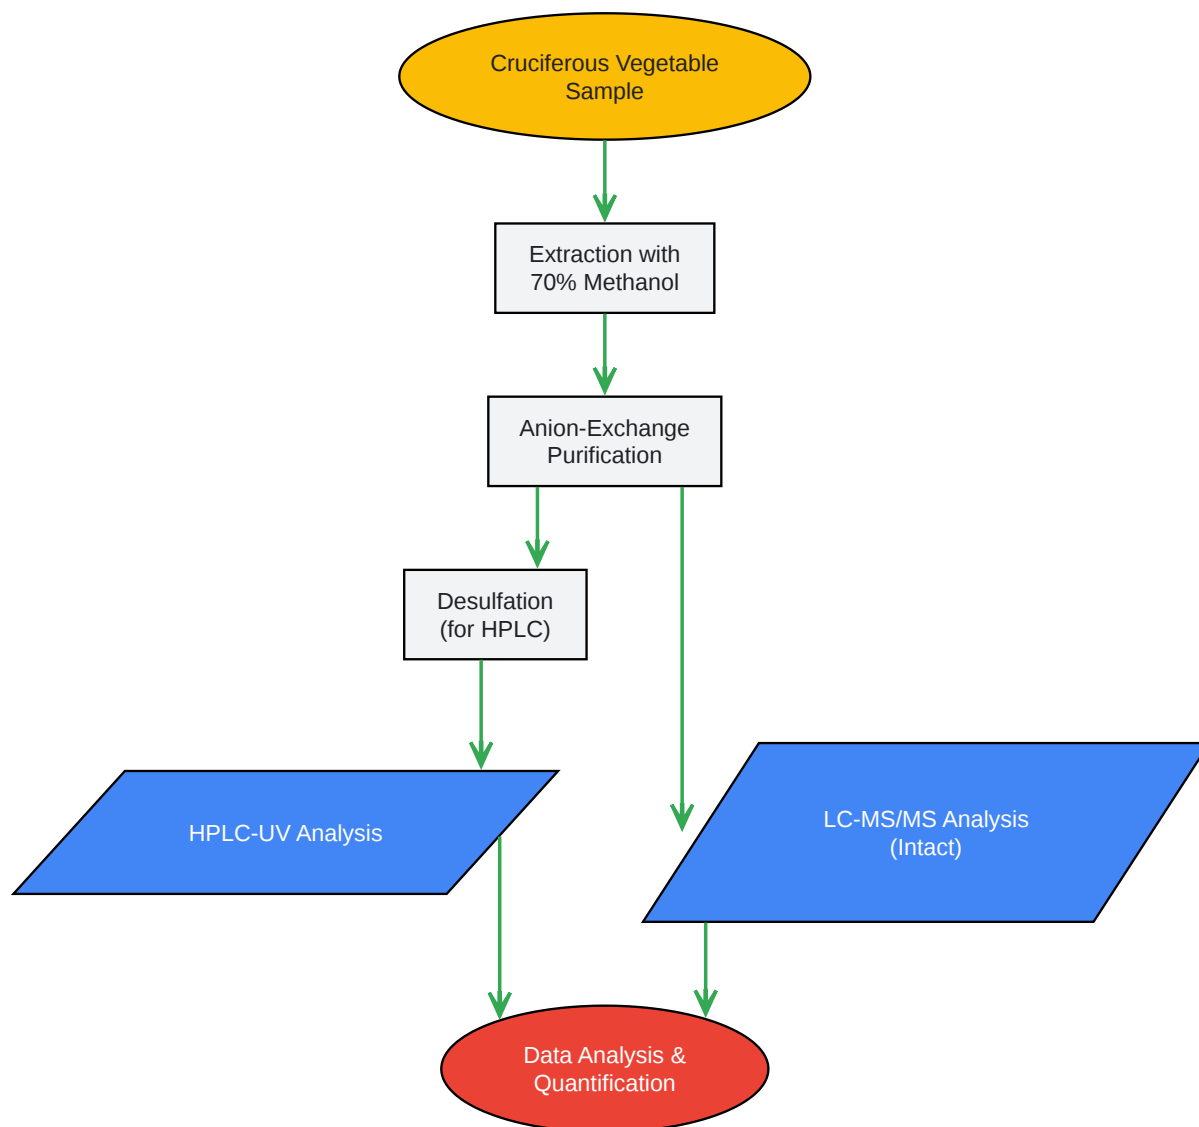 Cruciferous Vegetable
Sample
Extraction with
70% Methanol
Anion-Exchange
Purification
Desulfation
(for HPLC)
HPLC-UV Analysis
LC-MS/MS Analysis
(Intact)
Data Analysis &
Quantification